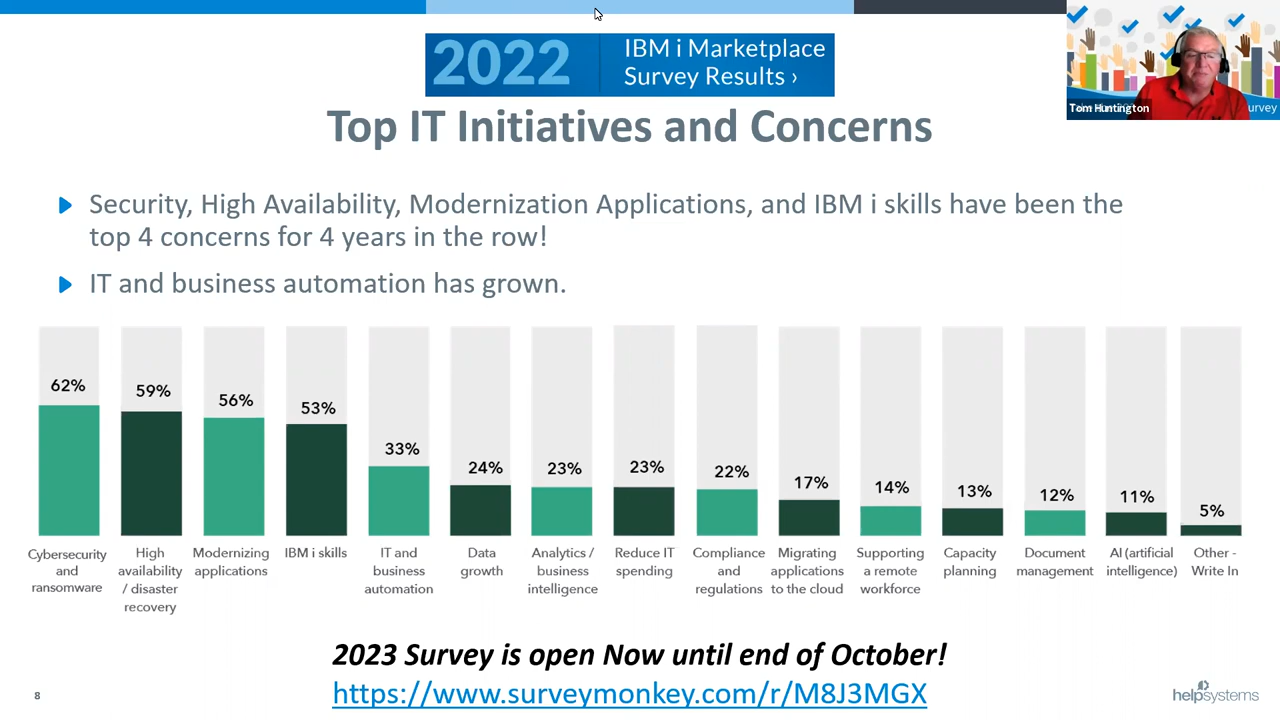 2022
IBM i Marketplace
Survey Results ›
Tom Huntington
urvey
Top IT Initiatives and Concerns
Security, High Availability, Modernization Applications, and IBM i skills have been the
top 4 concerns for 4 years in the row!
IT and business automation has grown.
62%
59%
56%
53%
33%
24%
23%
23%
22%
17%
14%
13%
12%
11%
5%
Cybersecurity
and
ransomware
High
availability
/ disaster
recovery
Modernizing
applications
IBM i skills
IT and
business
automation
Data
growth
Analytics /
business
intelligence
Reduce IT
spending
Compliance
and
regulations
Migrating
applications
to the cloud
Supporting
a remote
workforce
Capacity
planning
Document
management
AI (artificial
intelligence)
Other -
Write In
2023 Survey is open Now until end of October!
https://www.surveymonkey.com/r/M8J3MGX
8
helpsystems